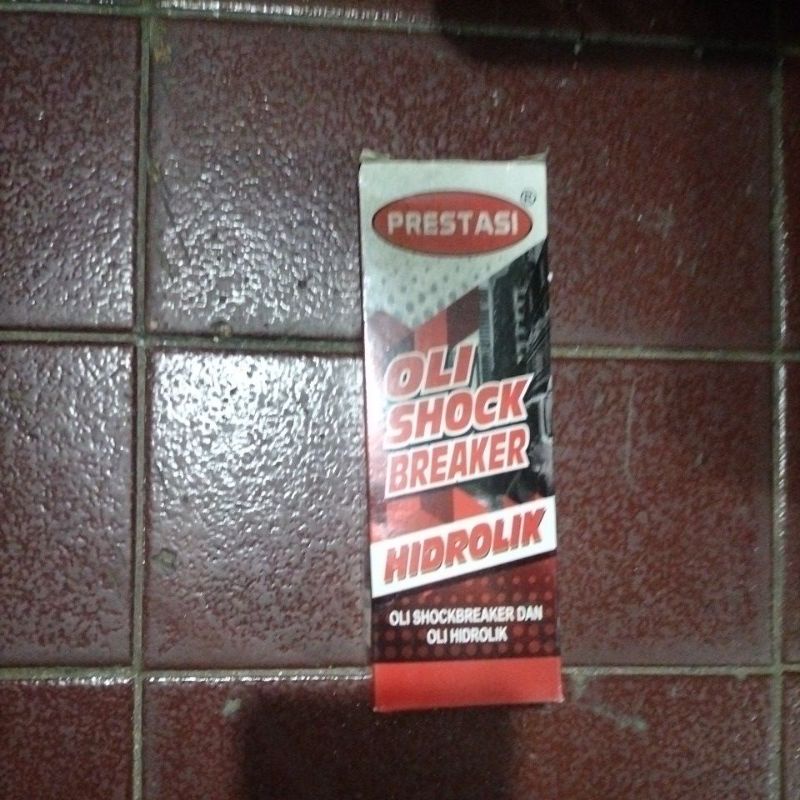 PRESTASI ®
OLI
SHOCK
BREAKER
HIDROLIK
OLI SHOCKBREAKER DAN
OLI HIDROLIK